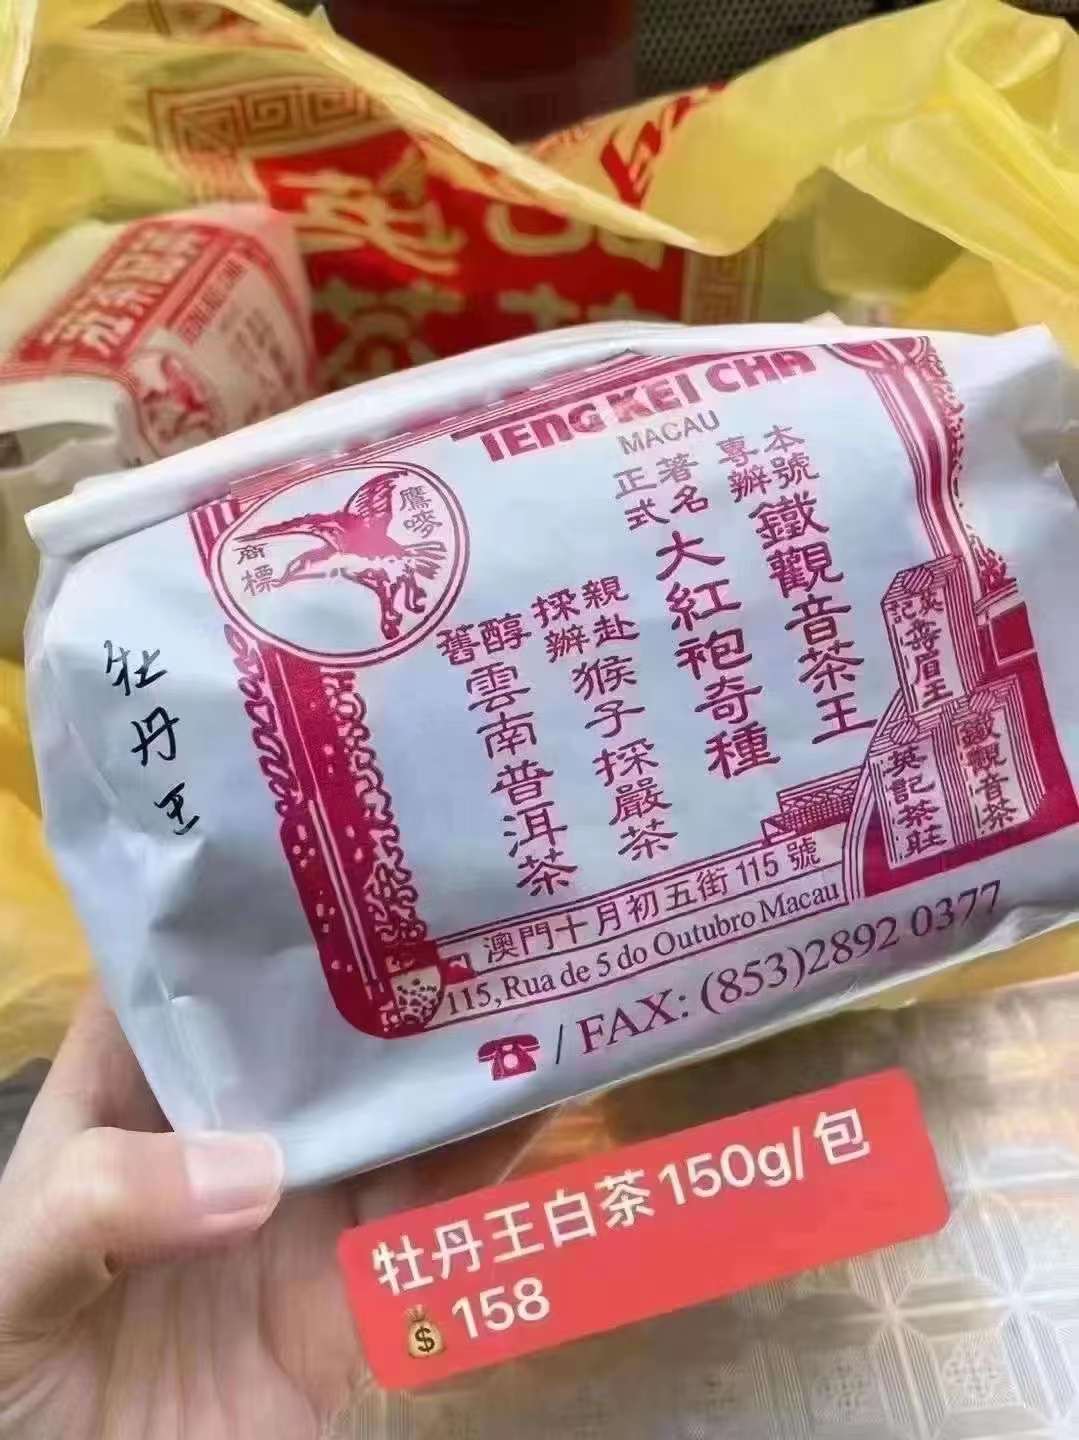 IENG KEI CHA
MACAU
本號專辦
鐵觀音茶王
著名正式
大紅袍奇種
親赴採辦
猴子採嚴茶
醇舊
雲南普洱茶
鷹嘜
商標
英記
壽眉王
鐵觀音茶
英記茶莊
澳門十月初五街115號
115, Rua de 5 do Outubro Macau
☎/FAX: (853)2892 0377
牡丹王
牡丹王白茶150g/包
💰158